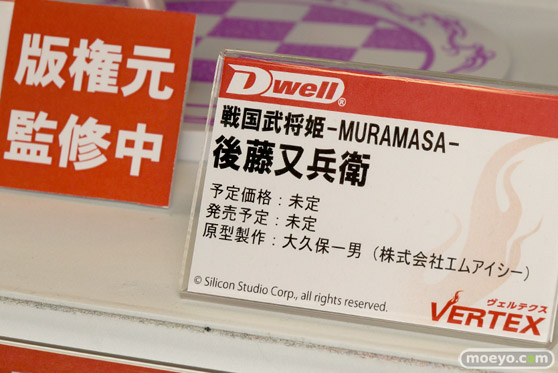 版権元
監修中
Dwell®
戦国武将姫-MURAMASA-
後藤又兵衛
予定価格：未定
発売予定：未定
原型製作：大久保一男（株式会社エムアイシー）
© Silicon Studio Corp., all rights reserved.
ヴェルテクス
VERTEX
moeyo.com